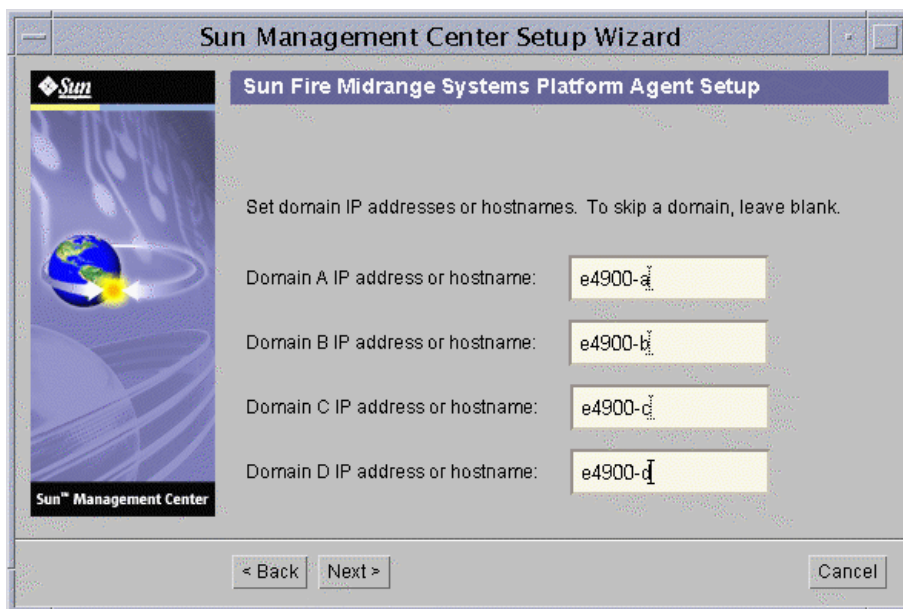 Sun Management Center Setup Wizard
Sun
Sun Fire Midrange Systems Platform Agent Setup
Set domain IP addresses or hostnames. To skip a domain, leave blank.
Domain A IP address or hostname: e4900-a
Domain B IP address or hostname: e4900-b
Domain C IP address or hostname: e4900-c
Domain D IP address or hostname: e4900-d
Sun™ Management Center
< Back Next > Cancel